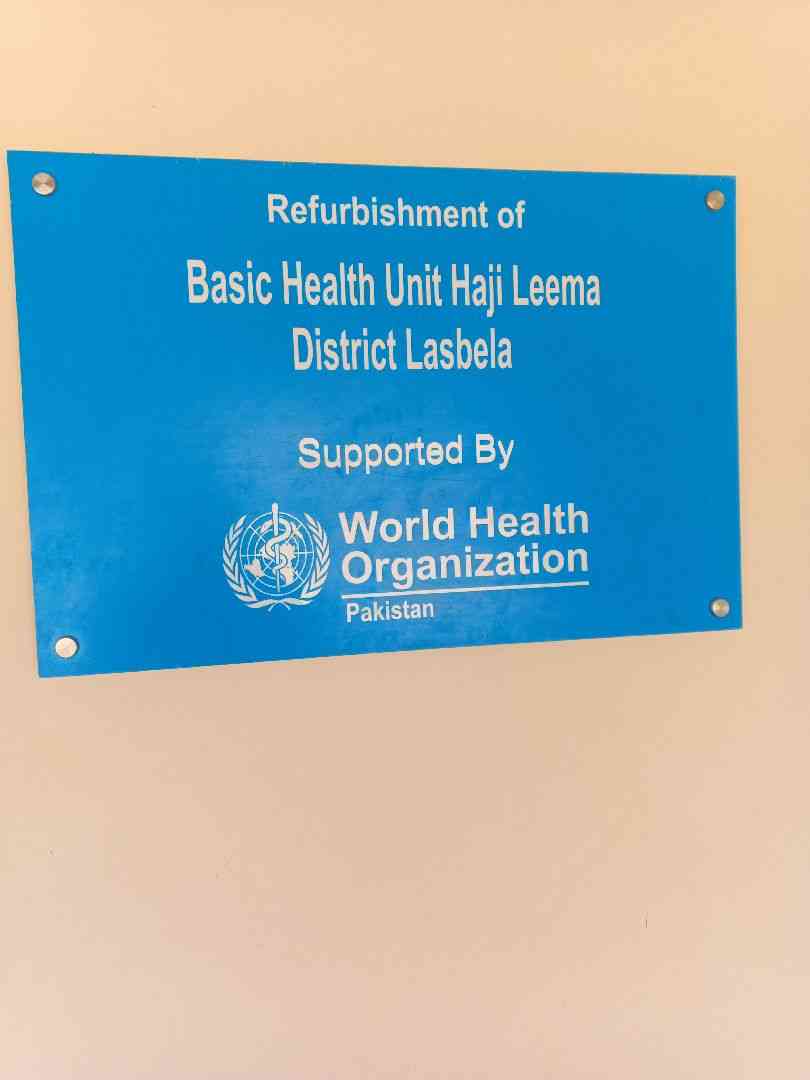 Refurbishment of
Basic Health Unit Haji Leema
District Lasbela
Supported By
World Health
Organization
Pakistan